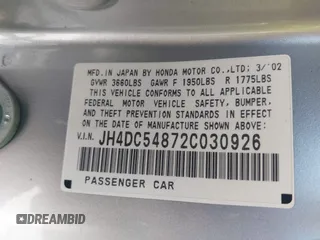 MFD. IN JAPAN BY HONDA MOTOR CO.,LTD; 3/'02
GVWR 3660LBS GAWR F 1950LBS R 1775LBS
THIS VEHICLE CONFORMS TO ALL APPLICABLE
FEDERAL MOTOR VEHICLE SAFETY, BUMPER,
AND THEFT PREVENTION STANDARDS IN EFFECT
ON THE DATE OF MANUFACTURE SHOWN ABOVE.
V.I.N. JH4DC54872C030926
PASSENGER CAR
DREAMBID